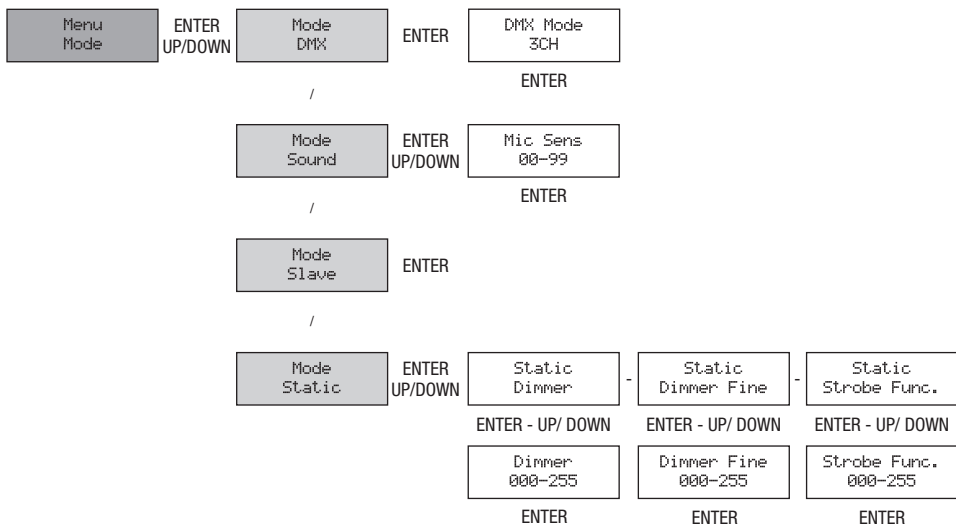 Menu
Mode
ENTER
UP/DOWN
Mode
DMX
ENTER
DMX Mode
3CH
ENTER
/
Mode
Sound
ENTER
UP/DOWN
Mic Sens
00-99
ENTER
/
Mode
Slave
ENTER
/
Mode
Static
ENTER
UP/DOWN
Static
Dimmer
-
Static
Dimmer Fine
-
Static
Strobe Func.
ENTER - UP/ DOWN
ENTER - UP/ DOWN
ENTER - UP/ DOWN
Dimmer
000-255
Dimmer Fine
000-255
Strobe Func.
000-255
ENTER
ENTER
ENTER